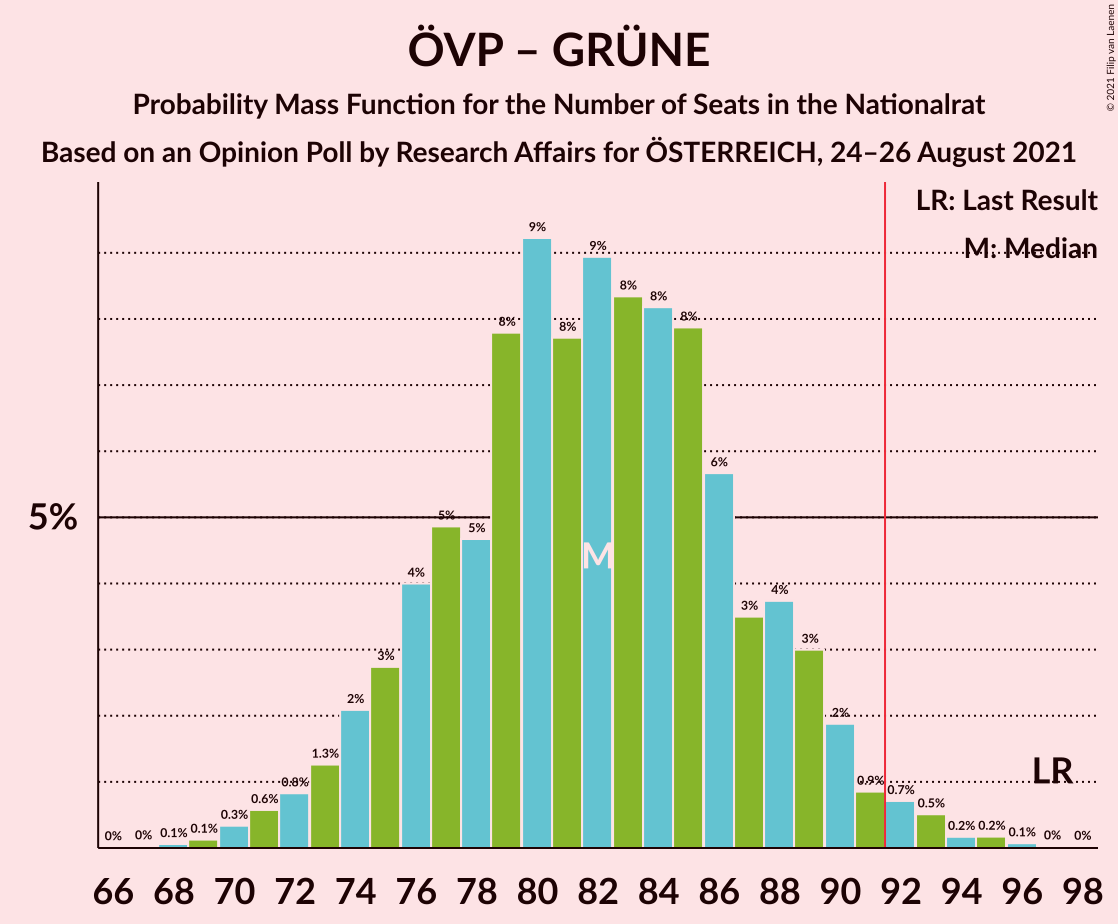 ÖVP – GRÜNE
Probability Mass Function for the Number of Seats in the Nationalrat
Based on an Opinion Poll by Research Affairs for ÖSTERREICH, 24–26 August 2021
© 2021 Filip van Laenen
LR: Last Result
M: Median
5%
0% 0% 0.1% 0.1% 0.3% 0.6% 0.8% 1.3% 2% 3% 4% 5% 5% 8% 9% 8% 9% 8% 8% 8% 6% 3% 4% 3% 2% 0.9% 0.7% 0.5% 0.2% 0.2% 0.1% 0% 0%
M
LR
66 68 70 72 74 76 78 80 82 84 86 88 90 92 94 96 98